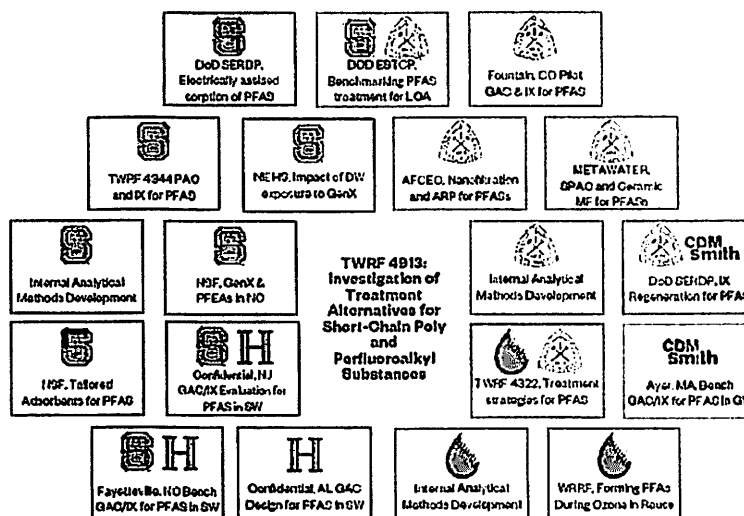 DoD SERDP,
Electrically assised
sorption of PFAS
DOD ESTCP,
Benchmarking PFAS
treatment for LOA
Fountain, CO Pilot
GAC & IX for PFAS
TWRF 4344 PAC
and IX for PFAS
NEHS, Impact of DW
exposure to GenX
AFCEC, Nanofiltration
and ARP for PFASs
METAWATER,
SPAC and Ceramic
MF for PFASs
Internal Analytical
Methods Development
NSF, GenX &
PFEAs in NC
TWRF 4913:
Investigation of
Treatment
Alternatives for
Short-Chain Poly
and
Perfluoroalkyl
Substances
Internal Analytical
Methods Development
CDM
Smith
DoD SERDP, IX
Regeneration for PFAS
NSF, Tailored
Adsorbents for PFAS
H
Confidential, NJ
GAC/IX Evaluation for
PFAS in SW
TWRF 4322, Treatment
strategies for PFAS
CDM
Smith
Ayer, MA, Bench
GAC/IX for PFAS in GW
H
Fayetteville, NC Bench
GAC/IX for PFAS in SW
H
Confidential, AL GAC
Design for PFAS in SW
Internal Analytical
Methods Development
WRRF, Forming PFAs
During Ozone in Reuse